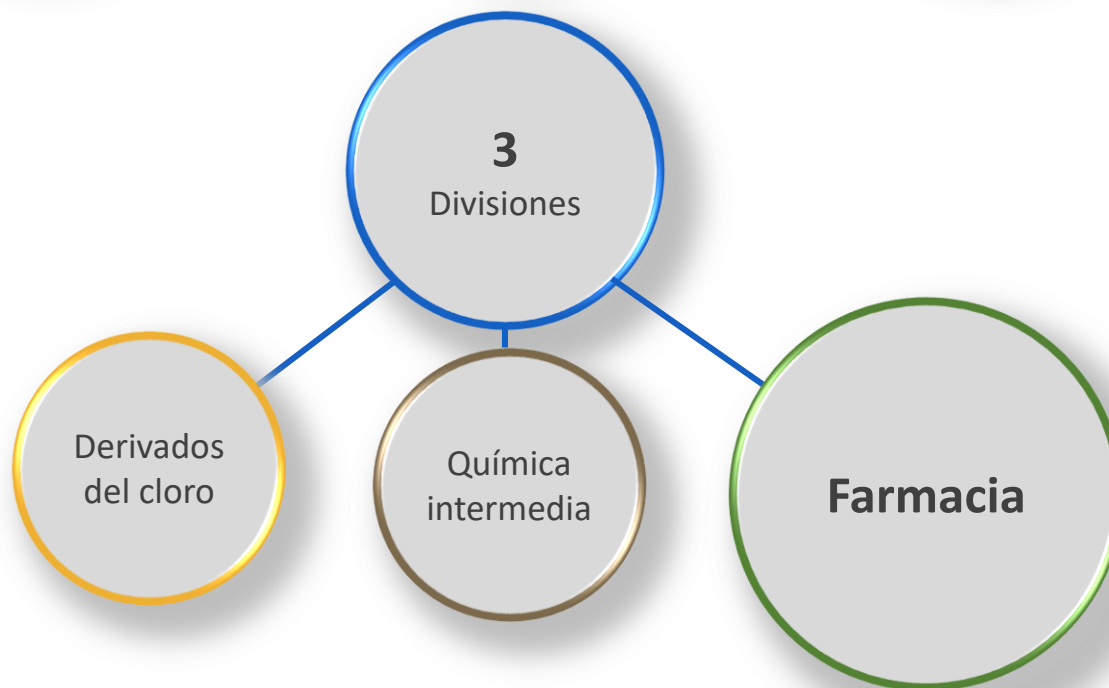 3
Divisiones
Derivados
del cloro
Química
intermedia
Farmacia